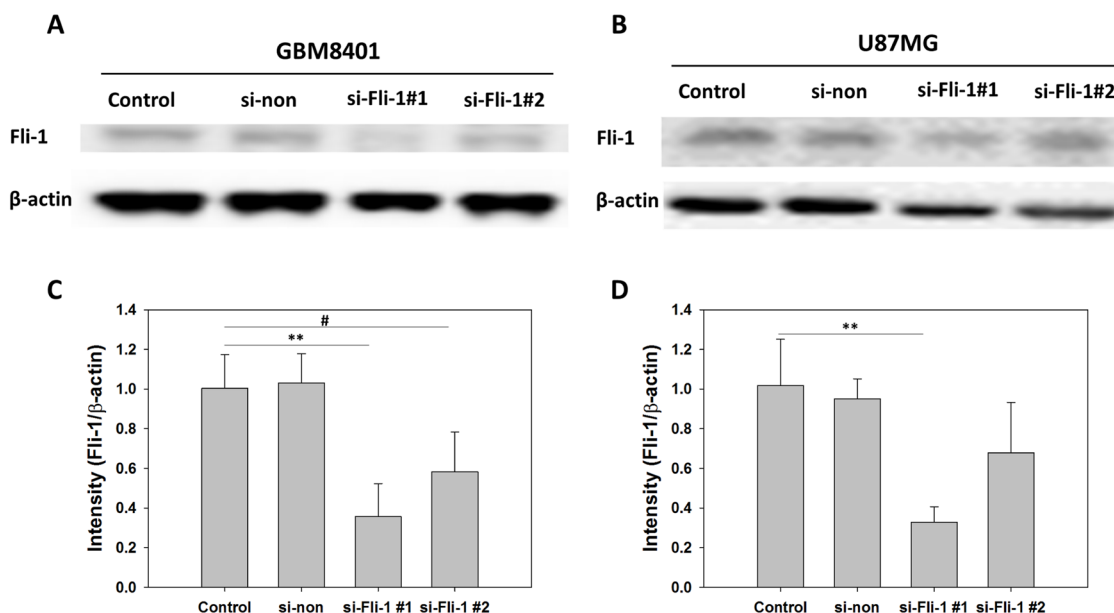 A
GBM8401
Control si-non si-Fli-1#1 si-Fli-1#2
Fli-1
β-actin
B
U87MG
Control si-non si-Fli-1#1 si-Fli-1#2
Fli-1
β-actin
C
Intensity (Fli-1/β-actin)
1.4
1.2
1.0
0.8
0.6
0.4
0.2
0.0
#
**
Control si-non si-Fli-1 #1 si-Fli-1 #2
D
Intensity (Fli-1/β-actin)
1.4
1.2
1.0
0.8
0.6
0.4
0.2
0.0
**
Control si-non si-Fli-1 #1 si-Fli-1 #2